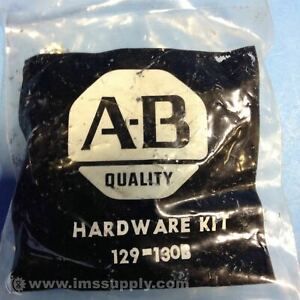 A-B
QUALITY
HARDWARE KIT
129-130B
© www.imssupply.com